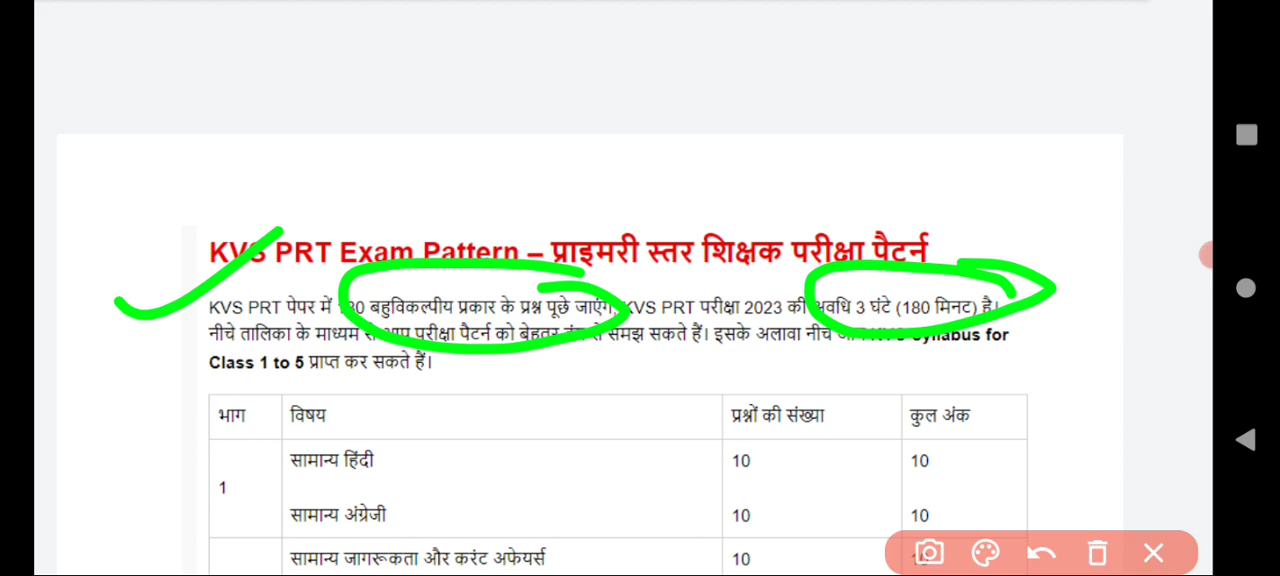 KVS PRT Exam Pattern – प्राइमरी स्तर शिक्षक परीक्षा पैटर्न
KVS PRT पेपर में बहुविकल्पीय प्रकार के प्रश्न पूछे जाएंगे, KVS PRT परीक्षा 2023 की अवधि 3 घंटे (180 मिनट) है।
नीचे तालिका के माध्यम से आप परीक्षा पैटर्न को बेहतर ढंग से समझ सकते हैं। इसके अलावा नीचे Syllabus for
Class 1 to 5 प्राप्त कर सकते हैं।
भाग विषय प्रश्नों की संख्या कुल अंक
सामान्य हिंदी 10 10
1
सामान्य अंग्रेजी 10 10
सामान्य जागरूकता और करंट अफेयर्स 10